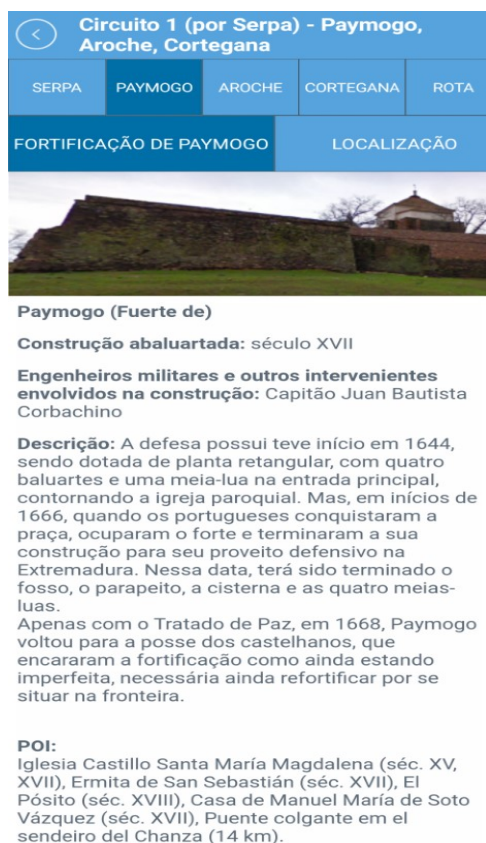 Circuito 1 (por Serpa) - Paymogo,
Aroche, Cortegana
SERPA
PAYMOGO
AROCHE
CORTEGANA
ROTA
FORTIFICAÇÃO DE PAYMOGO
LOCALIZAÇÃO
Paymogo (Fuerte de)
Construção abaluartada: século XVII
Engenheiros militares e outros intervenientes
envolvidos na construção: Capitão Juan Bautista
Corbachino
Descrição: A defesa possui teve início em 1644,
sendo dotada de planta retangular, com quatro
baluartes e uma meia-lua na entrada principal,
contornando a igreja paroquial. Mas, em inícios de
1666, quando os portugueses conquistaram a
praça, ocuparam o forte e terminaram a sua
construção para seu proveito defensivo na
Extremadura. Nessa data, terá sido terminado o
fosso, o parapeito, a cisterna e as quatro meias-
luas.
Apenas com o Tratado de Paz, em 1668, Paymogo
voltou para a posse dos castelhanos, que
encararam a fortificação como ainda estando
imperfeita, necessária ainda refortificar por se
situar na fronteira.
POI:
Iglesia Castillo Santa María Magdalena (séc. XV,
XVII), Ermita de San Sebastián (séc. XVII), El
Pósito (séc. XVIII), Casa de Manuel María de Soto
Vázquez (séc. XVII), Puente colgante em el
sendeiro del Chanza (14 km).